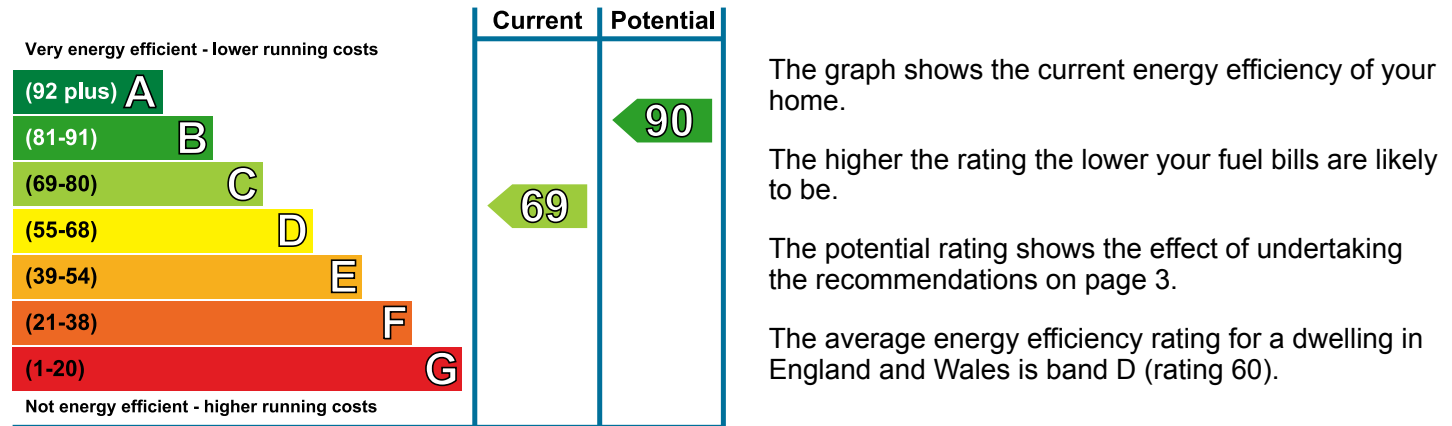 Current Potential
Very energy efficient - lower running costs
(92 plus) A
(81-91) B
(69-80) C
(55-68) D
(39-54) E
(21-38) F
(1-20) G
Not energy efficient - higher running costs
69
90
The graph shows the current energy efficiency of your
home.
The higher the rating the lower your fuel bills are likely
to be.
The potential rating shows the effect of undertaking
the recommendations on page 3.
The average energy efficiency rating for a dwelling in
England and Wales is band D (rating 60).